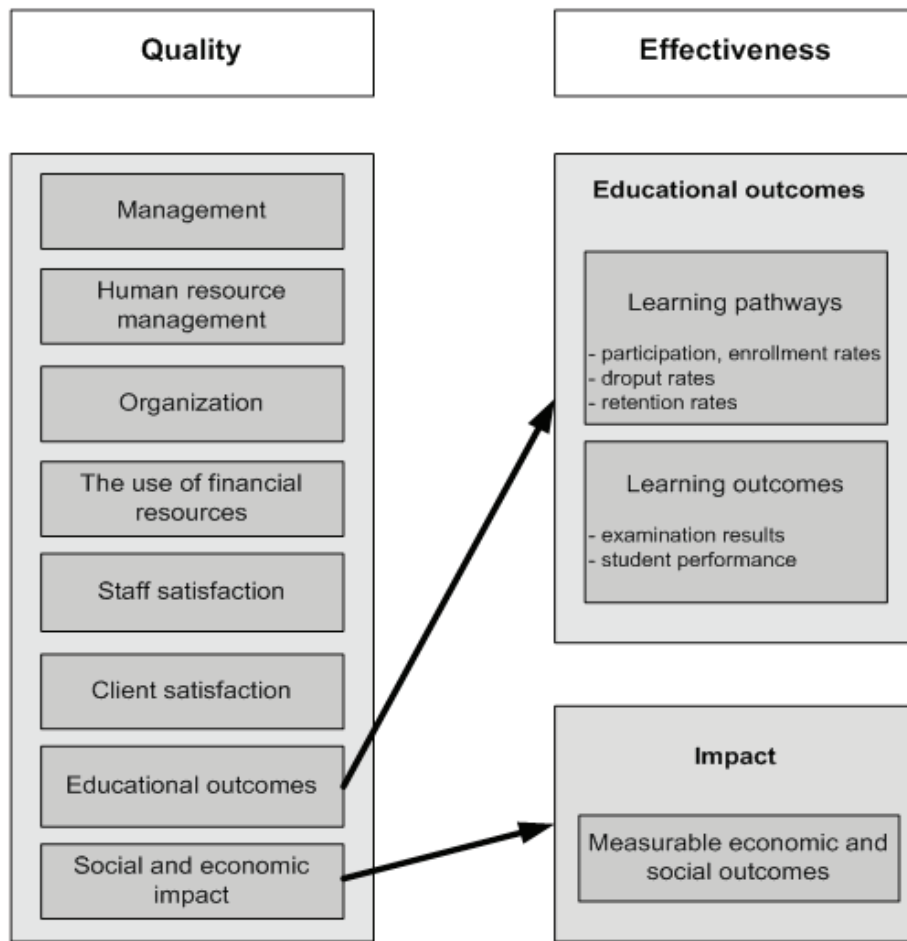 Quality
Management
Human resource
management
Organization
The use of financial
resources
Staff satisfaction
Client satisfaction
Educational outcomes
Social and economic
impact
Effectiveness
Educational outcomes
Learning pathways
- participation, enrollment rates
- droput rates
- retention rates
Learning outcomes
- examination results
- student performance
Impact
Measurable economic and
social outcomes